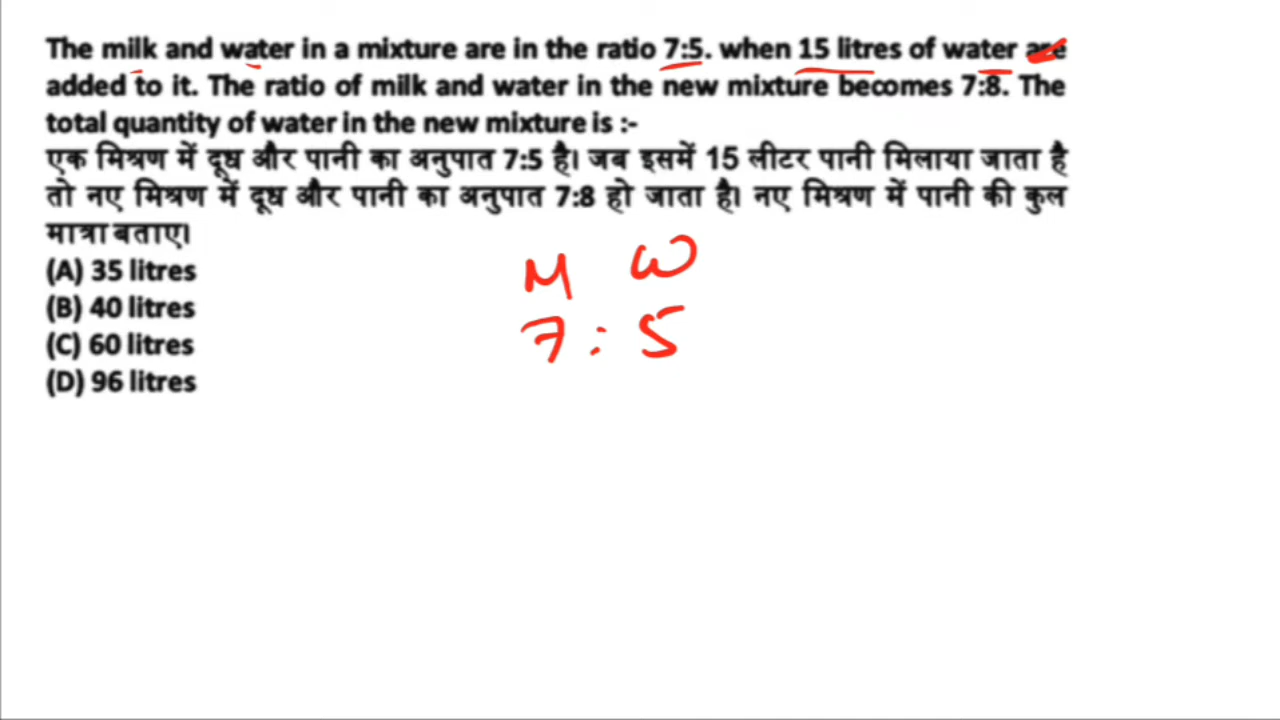 The milk and water in a mixture are in the ratio 7:5. when 15 litres of water are
added to it. The ratio of milk and water in the new mixture becomes 7:8. The
total quantity of water in the new mixture is :-
एक मिश्रण में दूध और पानी का अनुपात 7:5 है। जब इसमें 15 लीटर पानी मिलाया जाता है
तो नए मिश्रण में दूध और पानी का अनुपात 7:8 हो जाता है। नए मिश्रण में पानी की कुल
मात्रा बताए।
(A) 35 litres
(B) 40 litres
(C) 60 litres
(D) 96 litres
M W
7 : 5